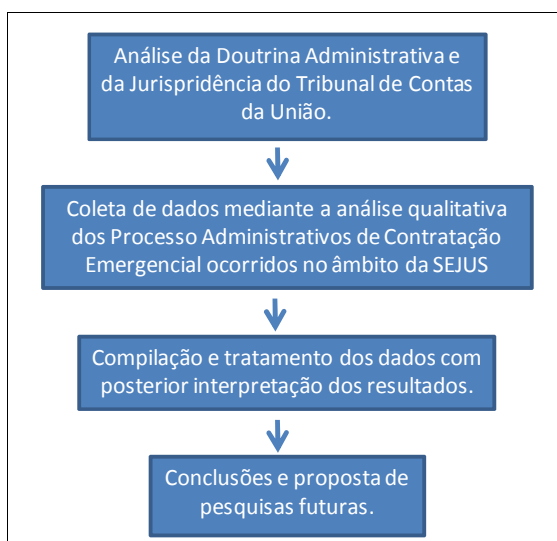 Análise da Doutrina Administrativa e
da Jurispridência do Tribunal de Contas
da União.
Coleta de dados mediante a análise qualitativa
dos Processo Administrativos de Contratação
Emergencial ocorridos no âmbito da SEJUS
Compilação e tratamento dos dados com
posterior interpretação dos resultados.
Conclusões e proposta de
pesquisas futuras.